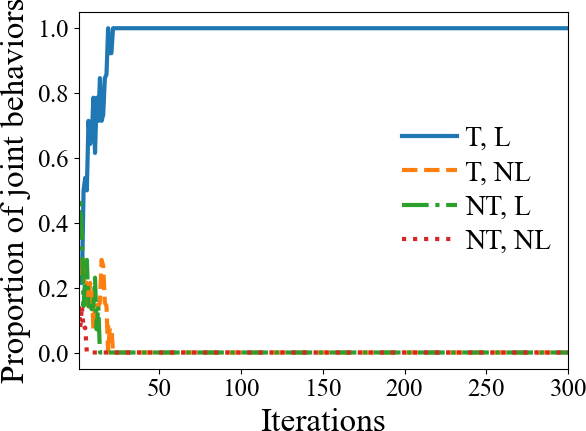 Proportion of joint behaviors
1.0
0.8
0.6
0.4
0.2
0.0
T, L
T, NL
NT, L
NT, NL
50
100
150
200
250
300
Iterations